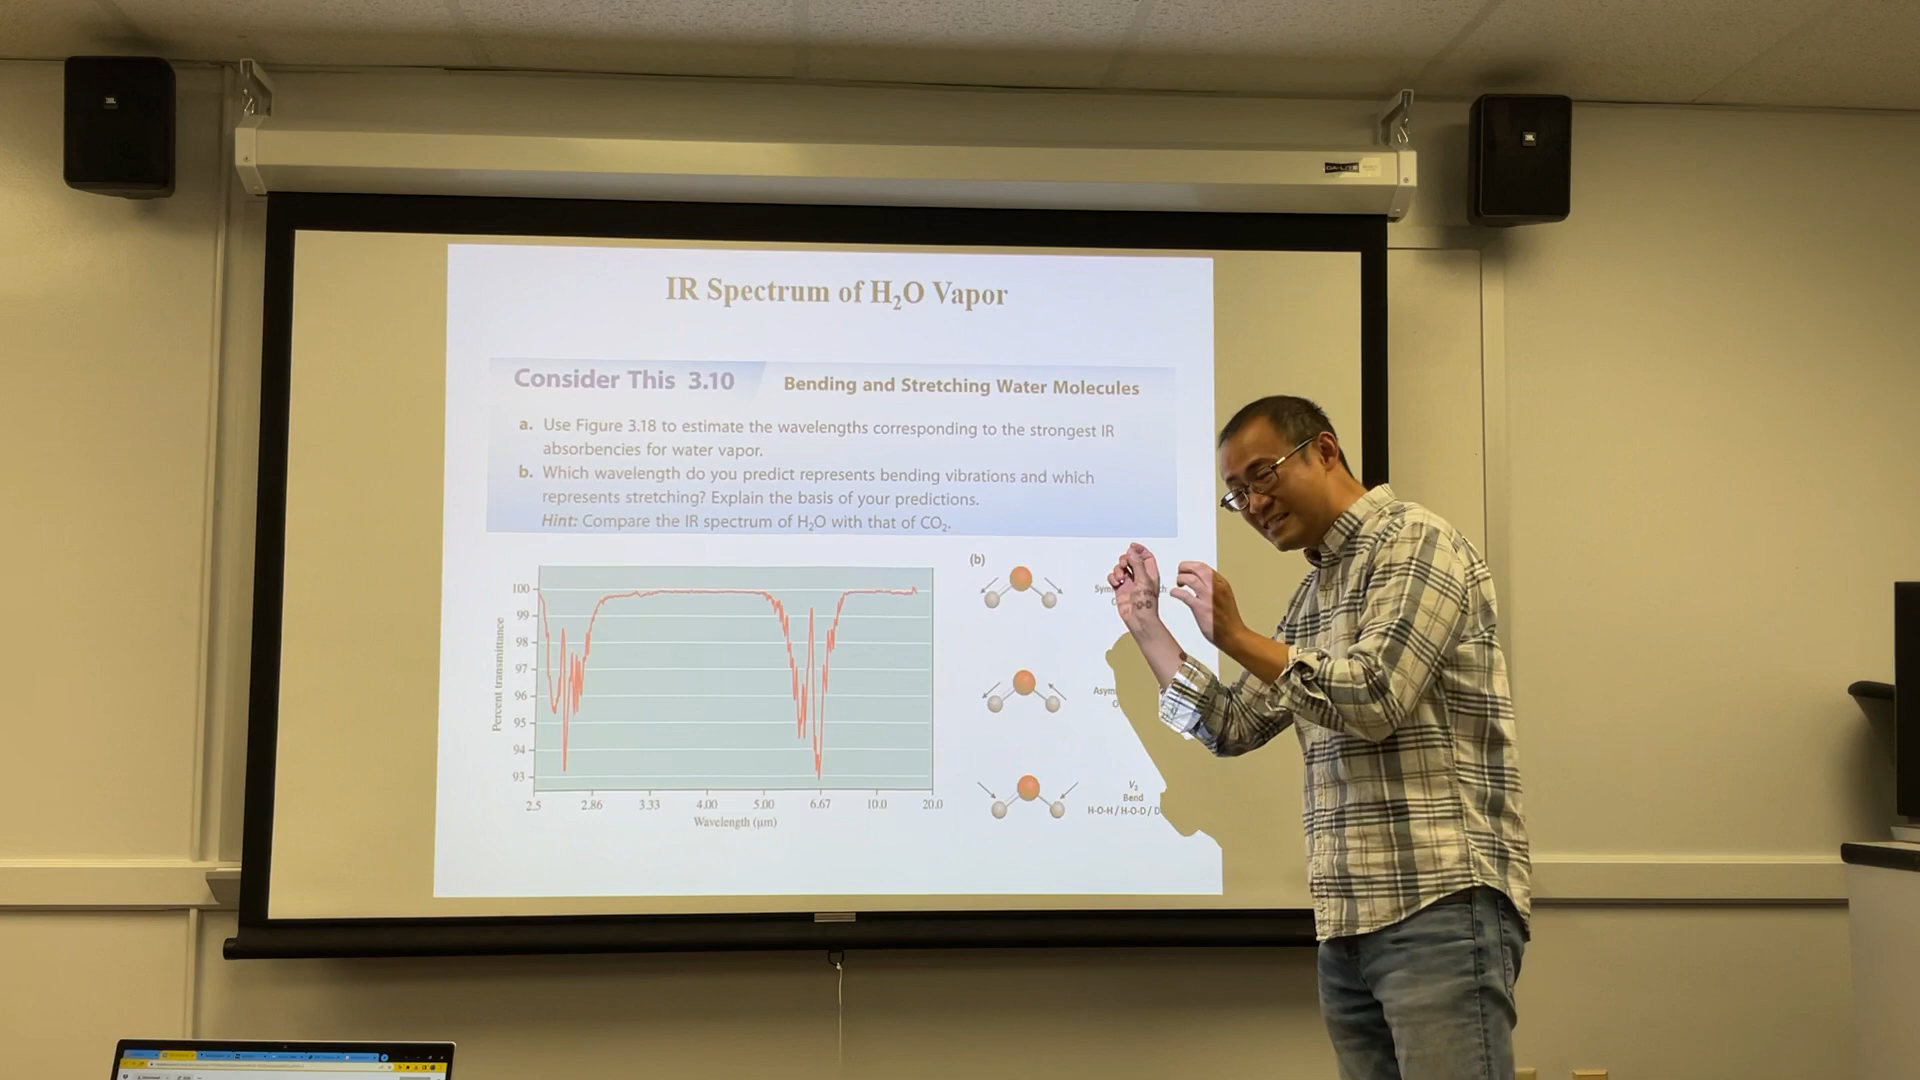 JBL
JBL
DA-LITE
IR Spectrum of H₂O Vapor
Consider This 3.10
Bending and Stretching Water Molecules
a. Use Figure 3.18 to estimate the wavelengths corresponding to the strongest IR
absorbencies for water vapor.
b. Which wavelength do you predict represents bending vibrations and which
represents stretching? Explain the basis of your predictions.
Hint: Compare the IR spectrum of H₂O with that of CO₂.
Percent transmittance
100
99
98
97
96
95
94
93
2.5 2.86 3.33 4.00 5.00 6.67 10.0 20.0
Wavelength (µm)
(b)
Bend
H-O-H / H-O-D / D